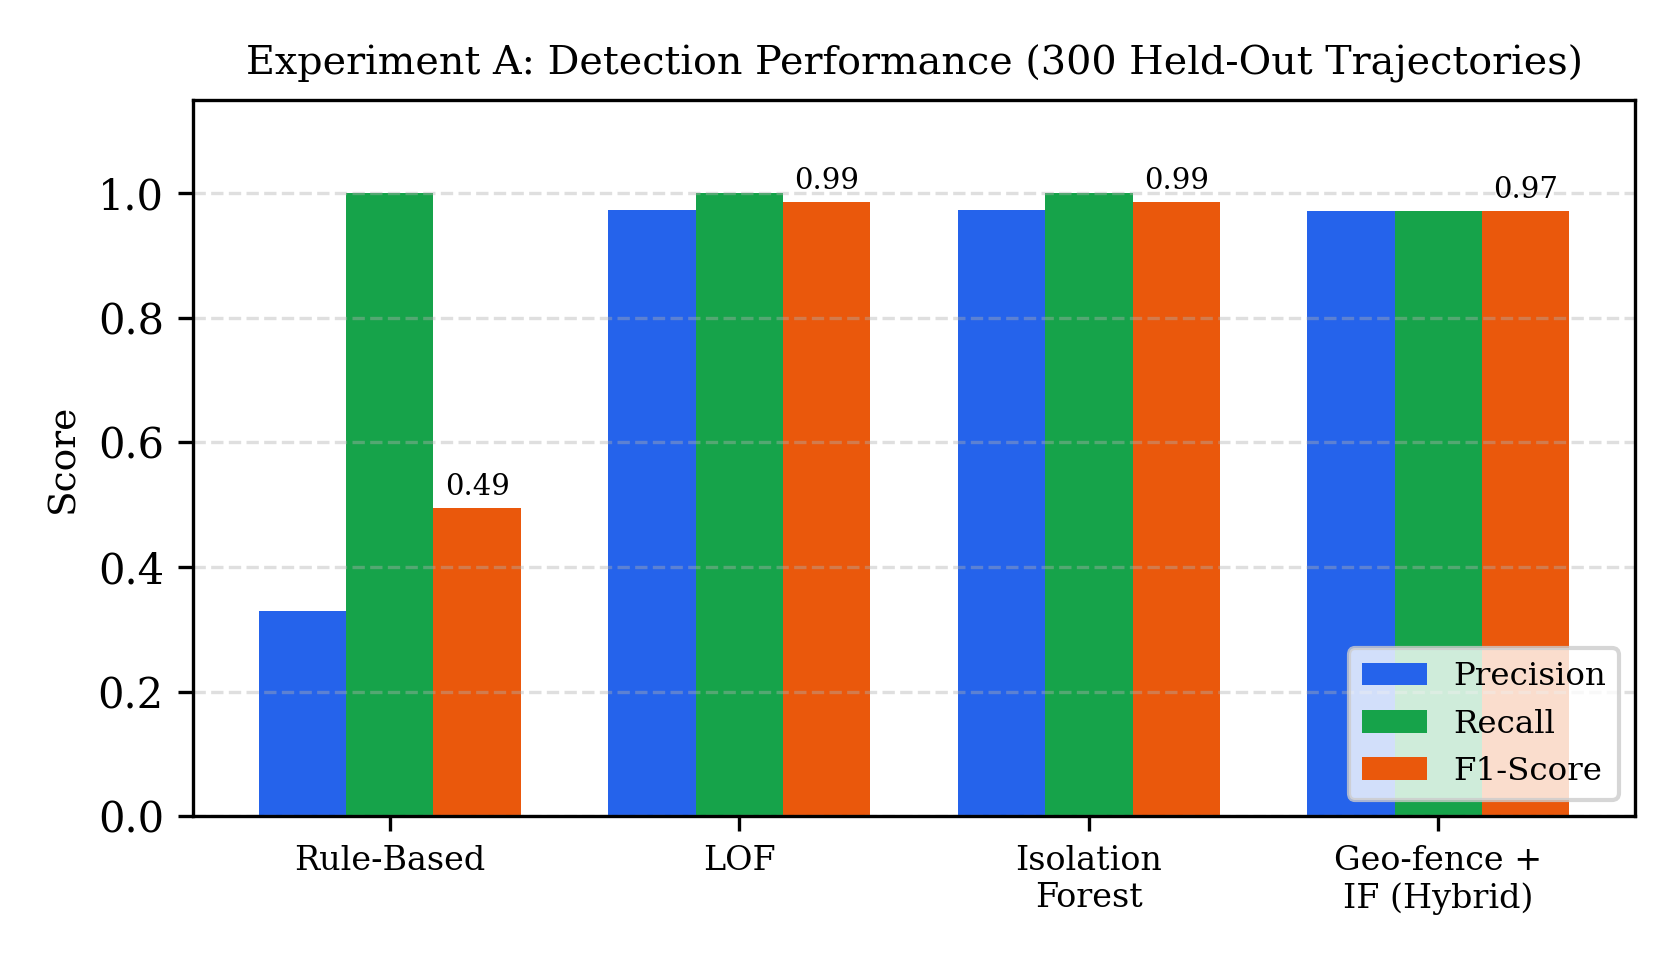 Experiment A: Detection Performance (300 Held-Out Trajectories)
Score
1.0
0.8
0.6
0.4
0.2
0.0
0.49
0.99
0.99
0.97
Precision
Recall
F1-Score
Rule-Based
LOF
Isolation
Forest
Geo-fence +
IF (Hybrid)